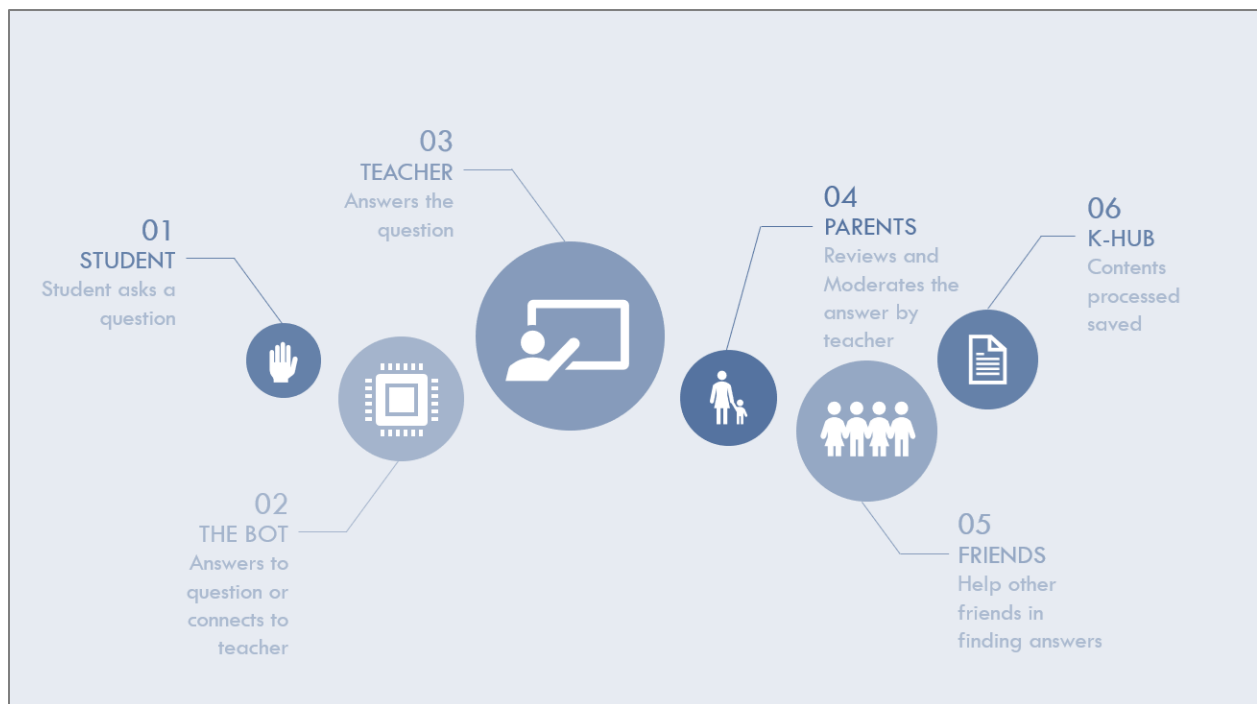 01
STUDENT
Student asks a
question
02
THE BOT
Answers to
question or
connects to
teacher
03
TEACHER
Answers the
question
04
PARENTS
Reviews and
Moderates the
answer by
teacher
05
FRIENDS
Help other
friends in
finding answers
06
K-HUB
Contents
processed
saved